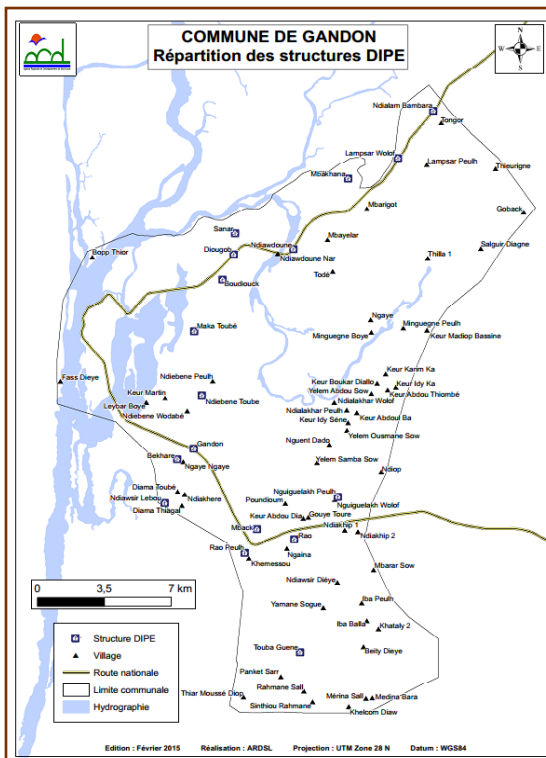 COMMUNE DE GANDON
Répartition des structures DIPE
N
W E
S
Ndialam Bambara
Tongor
Lampsar Wolof
Lampsar Peulh
Thieurigne
Mbakhana
Mbarigot
Goback
Sanar
Mbayelar
Salguir Diagne
Diougob
Ndiawdoune
Ndiawdoune Nar
Bopp Thior
Thilla 1
Todé
Boudiouck
Ngaye
Maka Toubé
Minguegne Boye
Minguegne Peulh
Keur Madiop Bassine
Keur Karim Ka
Fass Dieye
Ndiebene Peulh
Keur Boukar Diallo
Keur Idy Ka
Yelem Abdou Sow
Keur Abdou Thiombé
Keur Martin
Ndiebene Toube
Ndialakhar Wolof
Leybar Boye
Ndialakhar Peulh
Keur Abdoul Ba
Ndiebene Wodabé
Keur Idy Séne
Yelem Ousmane Sow
Gandon
Nguent Dado
Bekhare
Ngaye Ngaye
Yelem Samba Sow
Ndiop
Diama Toubé
Nguiguelakh Peulh
Ndiawsir Lebou
Ndiakhere
Poundioum
Nguiguelakh Wolof
Diama Thiagal
Keur Abdou Dia
Gouye Toure
Mback
Ndiakhip 1
Ndiakhip 2
Rao
Rao Peulh
Ngaina
Khemessou
Mbarar Sow
Ndiawsir Diéye
0 3,5 7 km
Iba Peulh
Yamane Sogue
Iba Balla
Khataly 2
Structure DIPE
Village
Route nationale
Limite communale
Hydrographie
Touba Guene
Beity Dieye
Panket Sarr
Rahmane Sall
Thiar Moussé Diop
Mérina Sall
Medina Bara
Sinthiou Rahmane
Khelcom Diaw
Edition : Février 2015 Réalisation : ARDSL Projection : UTM Zone 28 N Datum : WGS84